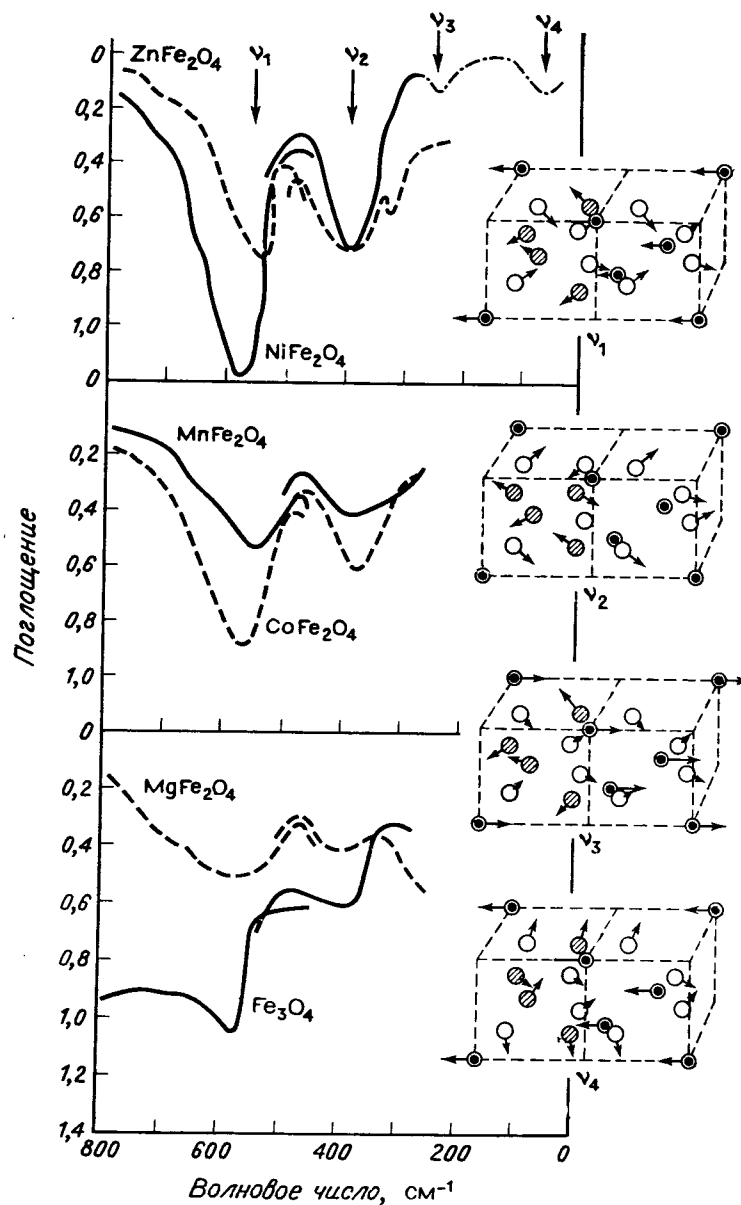 ν₁
ν₂
ν₃
ν₄
ZnFe₂O₄
0
0,2
0,4
0,6
0,8
1,0
0
NiFe₂O₄
ν₁
MnFe₂O₄
0,2
0,4
0,6
0,8
1,0
0
CoFe₂O₄
ν₂
Поглощение
MgFe₂O₄
0,2
0,4
0,6
0,8
1,0
1,2
1,4
Fe₃O₄
ν₃
ν₄
800
600
400
200
0
Волновое число, см⁻¹